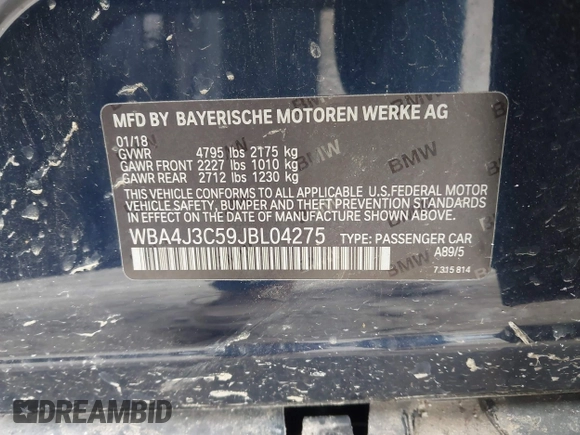 MFD BY BAYERISCHE MOTOREN WERKE AG
01/18
GVWR 4795 lbs 2175 kg
GAWR FRONT 2227 lbs 1010 kg
GAWR REAR 2712 lbs 1230 kg
THIS VEHICLE CONFORMS TO ALL APPLICABLE U.S.FEDERAL MOTOR
VEHICLE SAFETY, BUMPER AND THEFT PREVENTION STANDARDS
IN EFFECT ON THE DATE OF MANUFACTURE SHOWN ABOVE.
WBA4J3C59JBL04275 TYPE: PASSENGER CAR
A89/5
7 315 814
BMW
BMW
BMW
DREAMBID